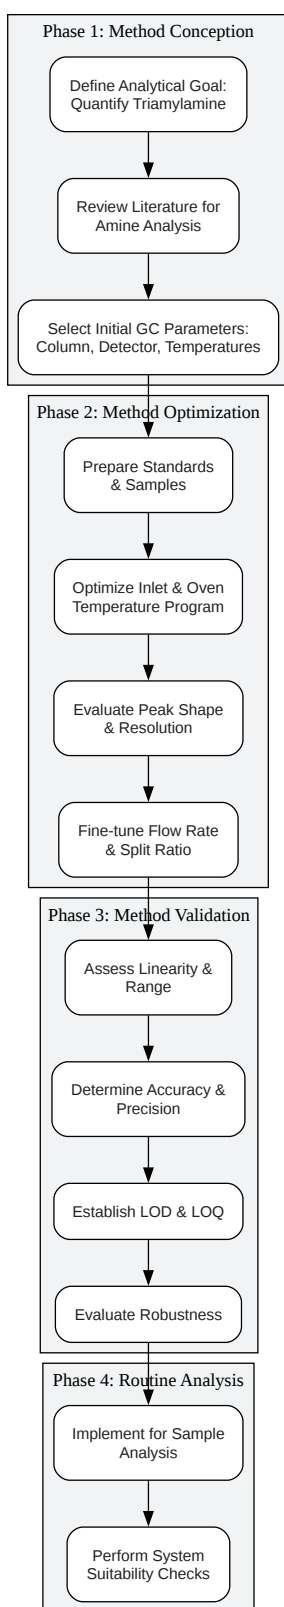 Phase 1: Method Conception
Define Analytical Goal:
Quantify Triamylamine
Review Literature for
Amine Analysis
Select Initial GC Parameters:
Column, Detector, Temperatures
Phase 2: Method Optimization
Prepare Standards
& Samples
Optimize Inlet & Oven
Temperature Program
Evaluate Peak Shape
& Resolution
Fine-tune Flow Rate
& Split Ratio
Phase 3: Method Validation
Assess Linearity &
Range
Determine Accuracy &
Precision
Establish LOD & LOQ
Evaluate Robustness
Phase 4: Routine Analysis
Implement for Sample
Analysis
Perform System
Suitability Checks